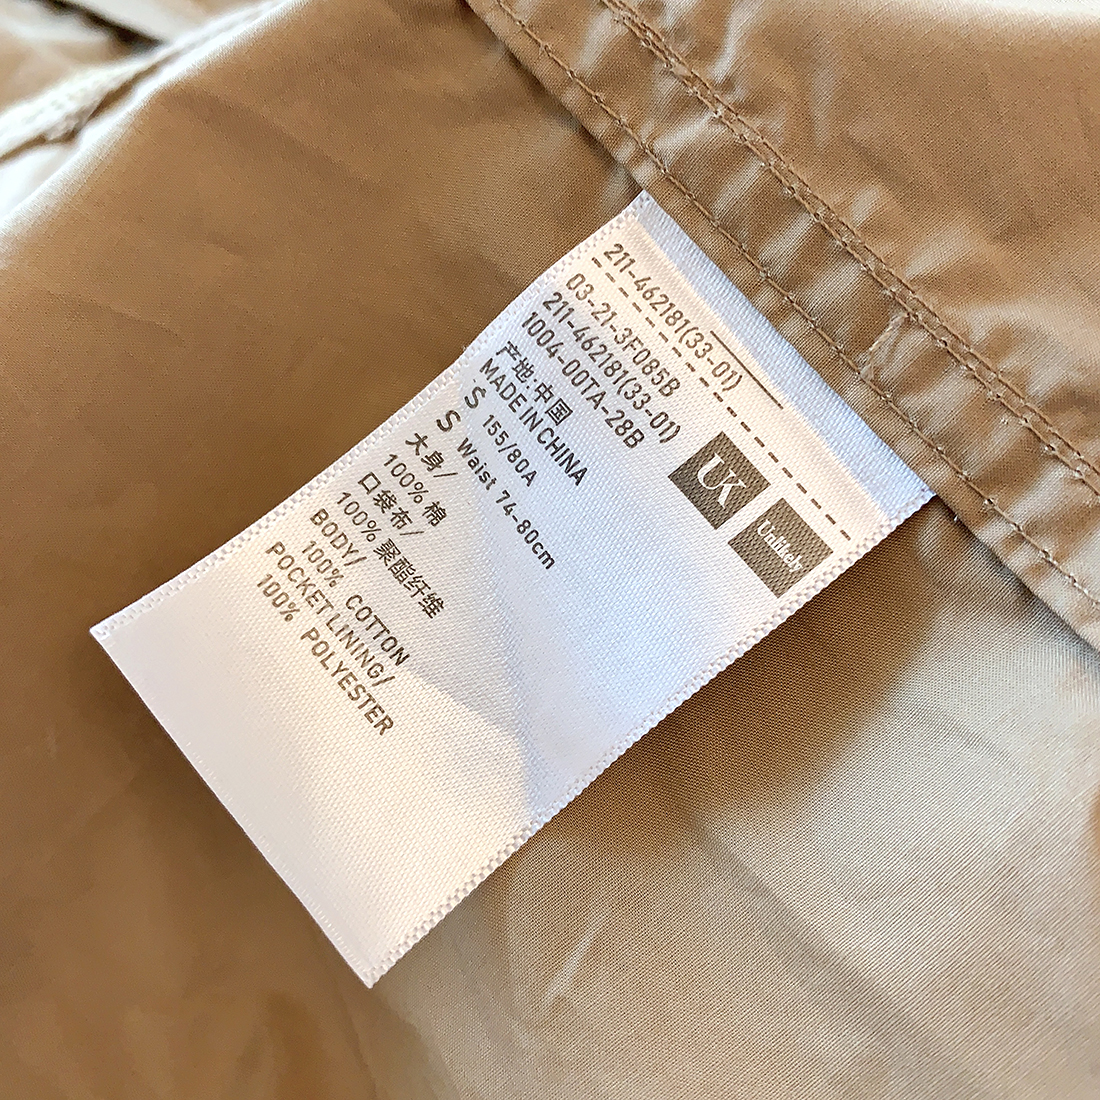 211-462181(33-01)
03-21-3F085B
211-462181(33-01)
1004-00TA-28B
产地:中国
MADE IN CHINA
S 155/80A
S Waist 74-80cm
大身/
100% 棉
口袋布/
100% 聚酯纤维
BODY/
100% COTTON
POCKET LINING/
100% POLYESTER
UK